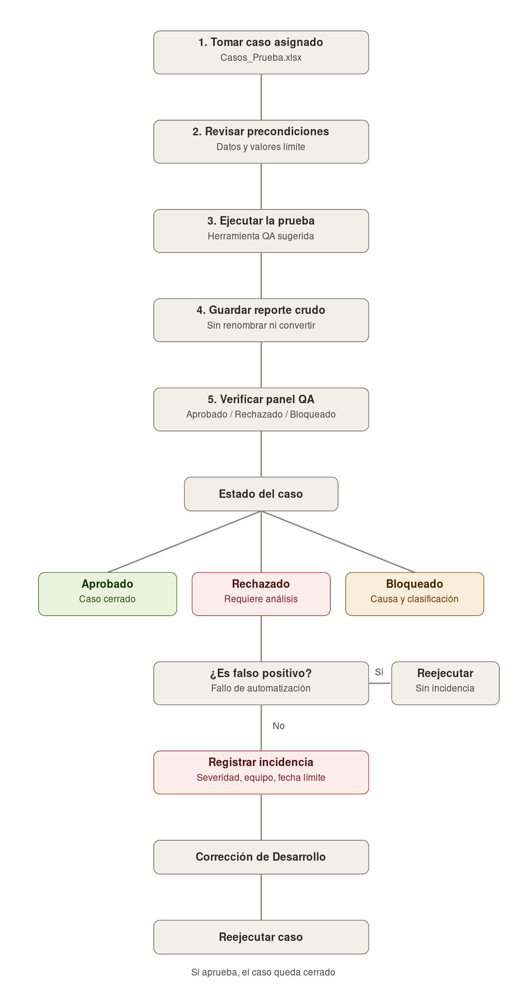 1. Tomar caso asignado
Casos_Prueba.xlsx
2. Revisar precondiciones
Datos y valores límite
3. Ejecutar la prueba
Herramienta QA sugerida
4. Guardar reporte crudo
Sin renombrar ni convertir
5. Verificar panel QA
Aprobado / Rechazado / Bloqueado
Estado del caso
Aprobado
Caso cerrado
Rechazado
Requiere análisis
Bloqueado
Causa y clasificación
¿Es falso positivo?
Fallo de automatización
Sí
Reejecutar
Sin incidencia
No
Registrar incidencia
Severidad, equipo, fecha límite
Corrección de Desarrollo
Reejecutar caso
Si aprueba, el caso queda cerrado